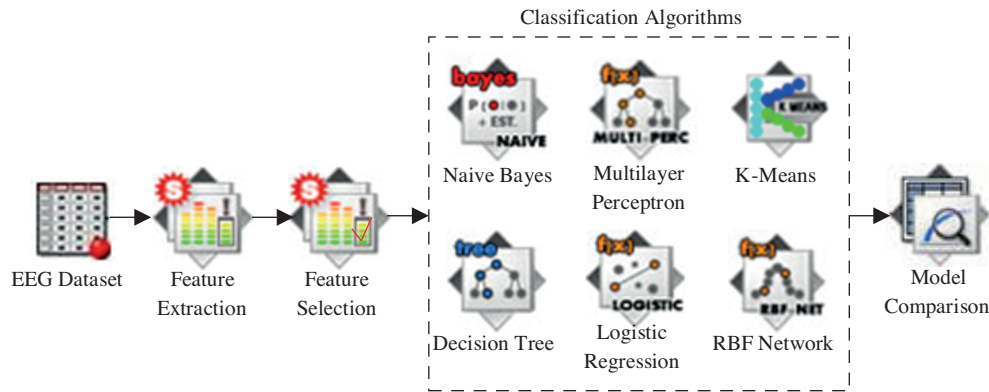 Classification Algorithms
bayes
P(●|●)
+ EST.
NAIVE
Naive Bayes
f(x)
MULTI-PERC
Multilayer
Perceptron
K MEANS
K-Means
S
!
EEG Dataset
Feature
Extraction
S
!
Feature
Selection
tree
Decision Tree
f(x)
LOGISTIC
Logistic
Regression
f(x)
RBF-NET
RBF Network
Model
Comparison